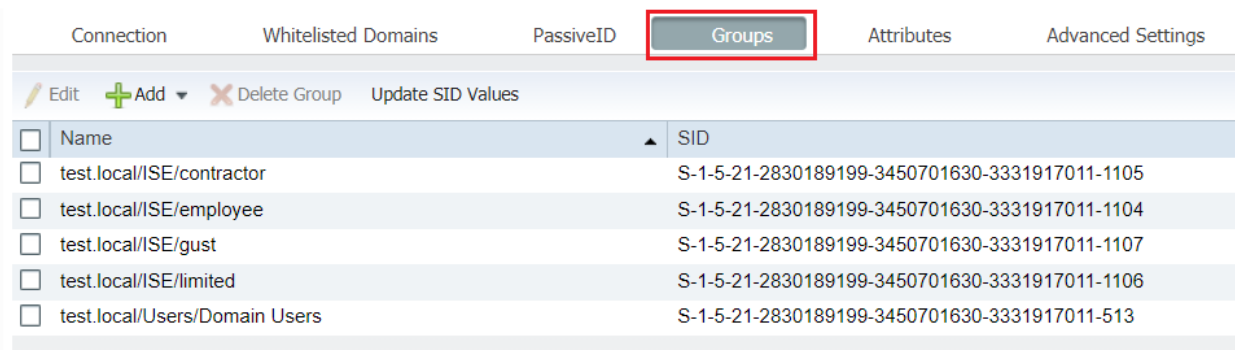 Connection Whitelisted Domains PassiveID Groups Attributes Advanced Settings
Edit Add Delete Group Update SID Values
Name SID
test.local/ISE/contractor S-1-5-21-2830189199-3450701630-3331917011-1105
test.local/ISE/employee S-1-5-21-2830189199-3450701630-3331917011-1104
test.local/ISE/gust S-1-5-21-2830189199-3450701630-3331917011-1107
test.local/ISE/limited S-1-5-21-2830189199-3450701630-3331917011-1106
test.local/Users/Domain Users S-1-5-21-2830189199-3450701630-3331917011-513